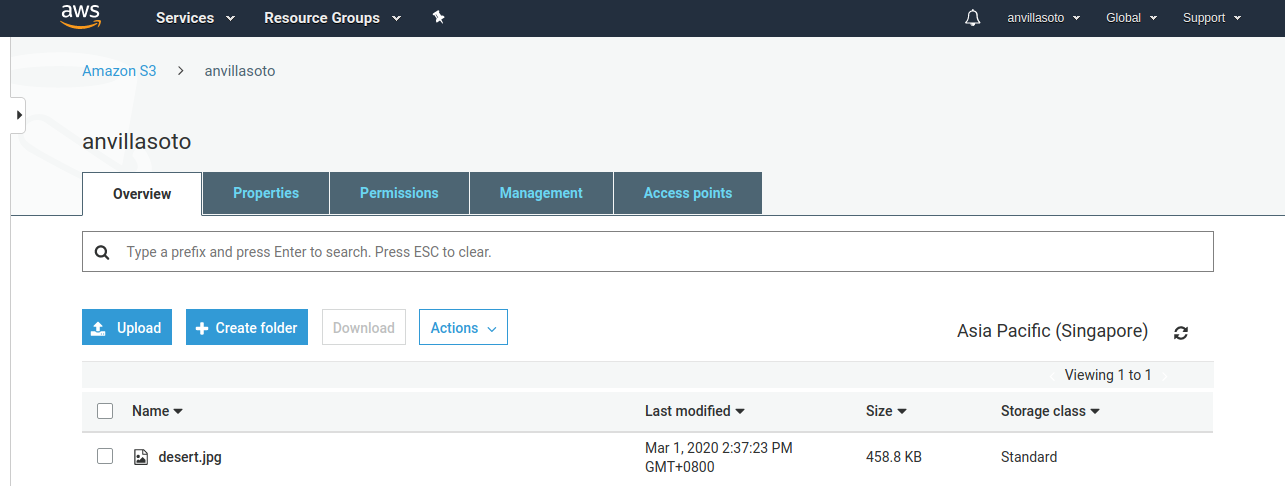 aws Services Resource Groups anvillasoto Global Support
Amazon S3 > anvillasoto
anvillasoto
Overview Properties Permissions Management Access points
Type a prefix and press Enter to search. Press ESC to clear.
Upload + Create folder Download Actions Asia Pacific (Singapore)
Viewing 1 to 1
Name Last modified Size Storage class
desert.jpg Mar 1, 2020 2:37:23 PM 458.8 KB Standard
GMT+0800